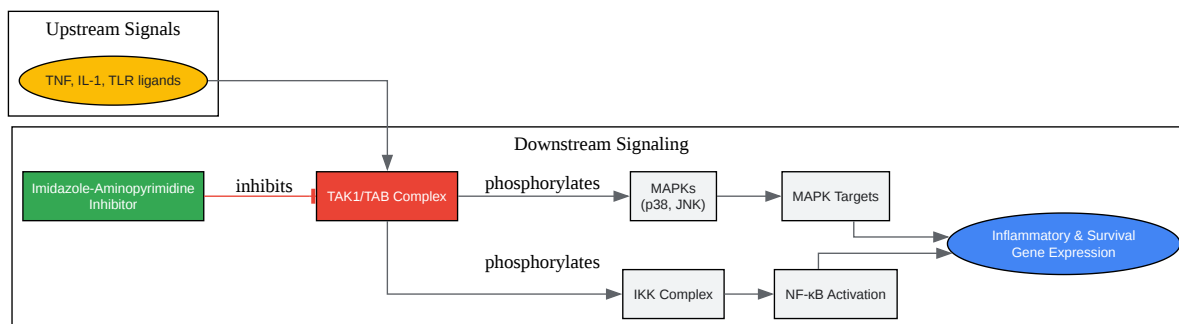 Upstream Signals
TNF, IL-1, TLR ligands
Downstream Signaling
Imidazole-Aminopyrimidine
Inhibitor
inhibits
TAK1/TAB Complex
phosphorylates
MAPKs
(p38, JNK)
MAPK Targets
phosphorylates
IKK Complex
NF-κB Activation
Inflammatory & Survival
Gene Expression